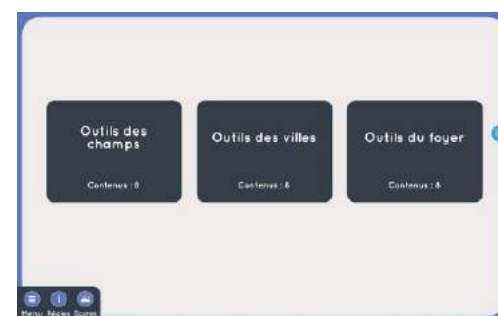 Outils des
champs
Outils des villes
Outils du foyer
Contenus : 8
Contenus : 8
Contenus : 8
Menu
Règles
Scores